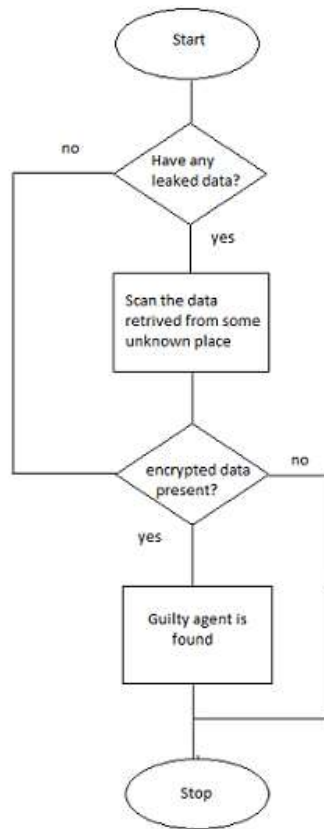 Start
no
Have any
leaked data?
yes
Scan the data
retrived from some
unknown place
encrypted data
present?
no
yes
Guilty agent is
found
Stop